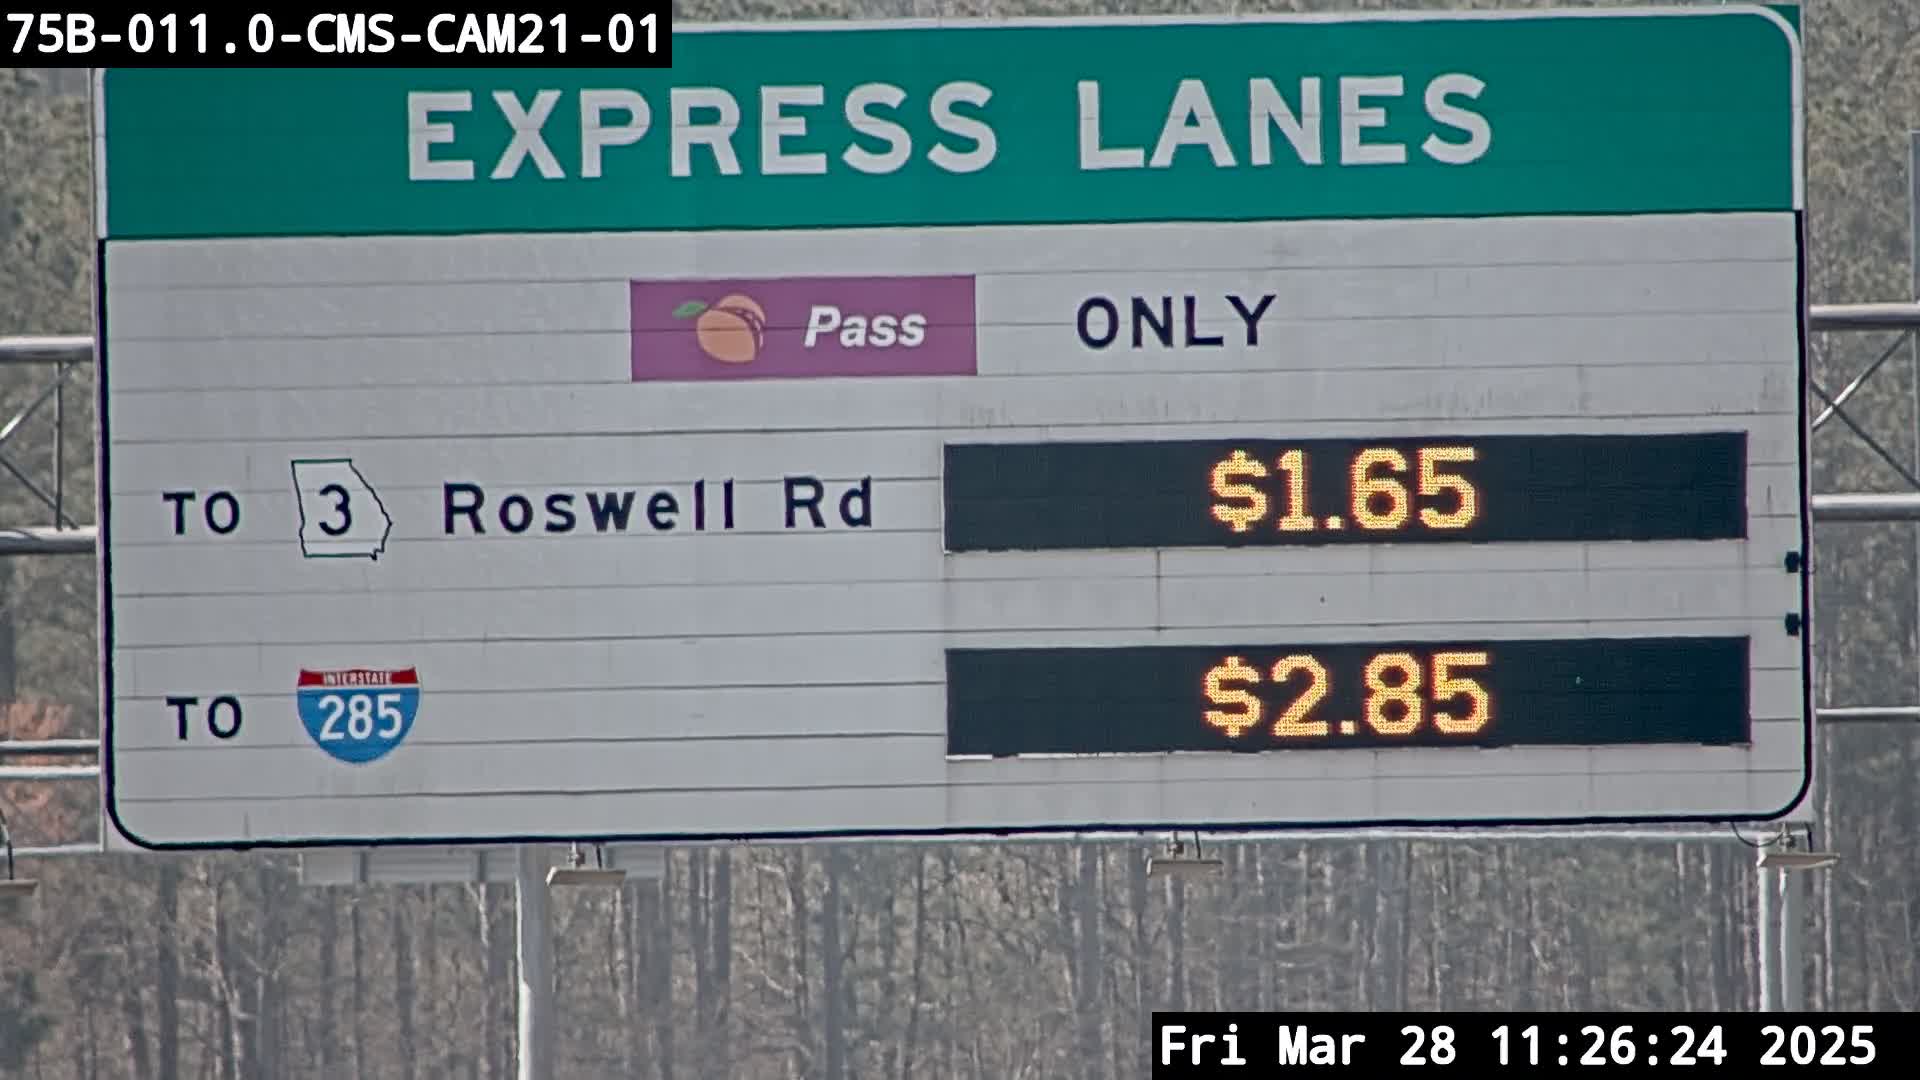 75B-011.0-CMS-CAM21-01
EXPRESS LANES
Pass ONLY
TO 3 Roswell Rd $1.65
TO INTERSTATE 285 $2.85
Fri Mar 28 11:26:24 2025